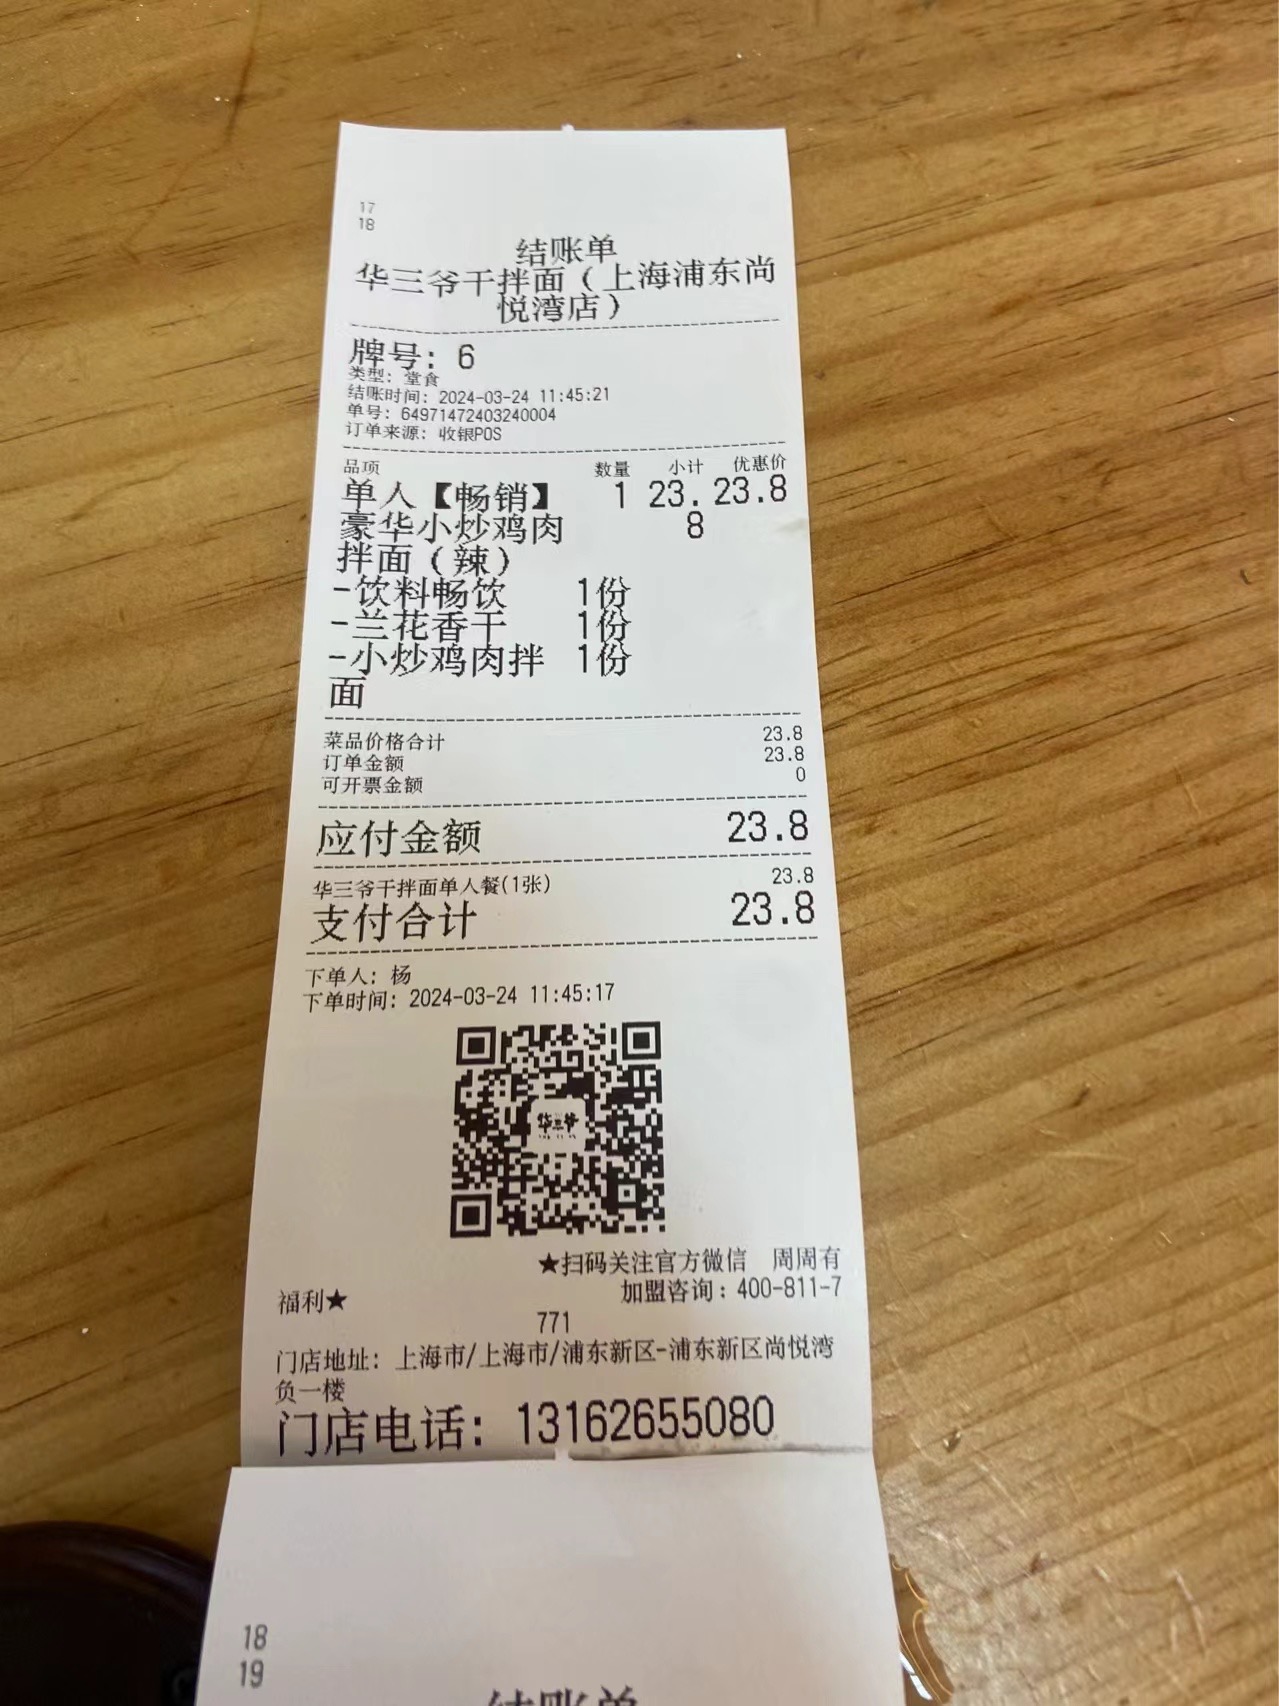 17
18
结账单
华三爷干拌面（上海浦东尚
悦湾店）
牌号：6
类型：堂食
结账时间：2024-03-24 11:45:21
单号：64971472403240004
订单来源：收银POS
品项 数量 小计 优惠价
单人【畅销】 1 23. 23.8
豪华小炒鸡肉 8
拌面（辣）
-饮料畅饮 1份
-兰花香干 1份
-小炒鸡肉拌 1份
面
菜品价格合计 23.8
订单金额 23.8
可开票金额 0
应付金额 23.8
华三爷干拌面单人餐(1张) 23.8
支付合计 23.8
下单人：杨
下单时间：2024-03-24 11:45:17
华三爷
★扫码关注官方微信 周周有
福利★ 加盟咨询：400-811-7
771
门店地址：上海市/上海市/浦东新区-浦东新区尚悦湾
负一楼
门店电话：13162655080
18
19
结账单